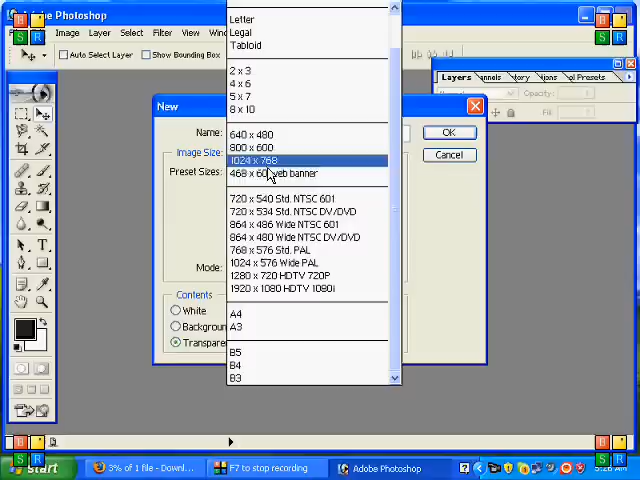 Adobe Photoshop
Image Layer Select Filter View
Auto Select Layer Show Bounding Box
Layers
Opacity:
Fill:
New
Name:
OK
Cancel
Image Size:
Preset Sizes:
Mode:
Contents
White
Transpare
Letter
Legal
Tabloid
2 x 3
4 x 6
5 x 7
8 x 10
640 x 480
800 x 600
1024 x 768
468 x 60 web banner
720 x 540 Std. NTSC 601
720 x 534 Std. NTSC DV/DVD
864 x 486 Wide NTSC 601
864 x 480 Wide NTSC DV/DVD
768 x 576 Std. PAL
1024 x 576 Wide PAL
1280 x 720 HDTV 720P
1920 x 1080 HDTV 1080i
A4
A3
B5
B4
B3
start
3% of 1 file - Downl...
F7 to stop recording
Adobe Photoshop